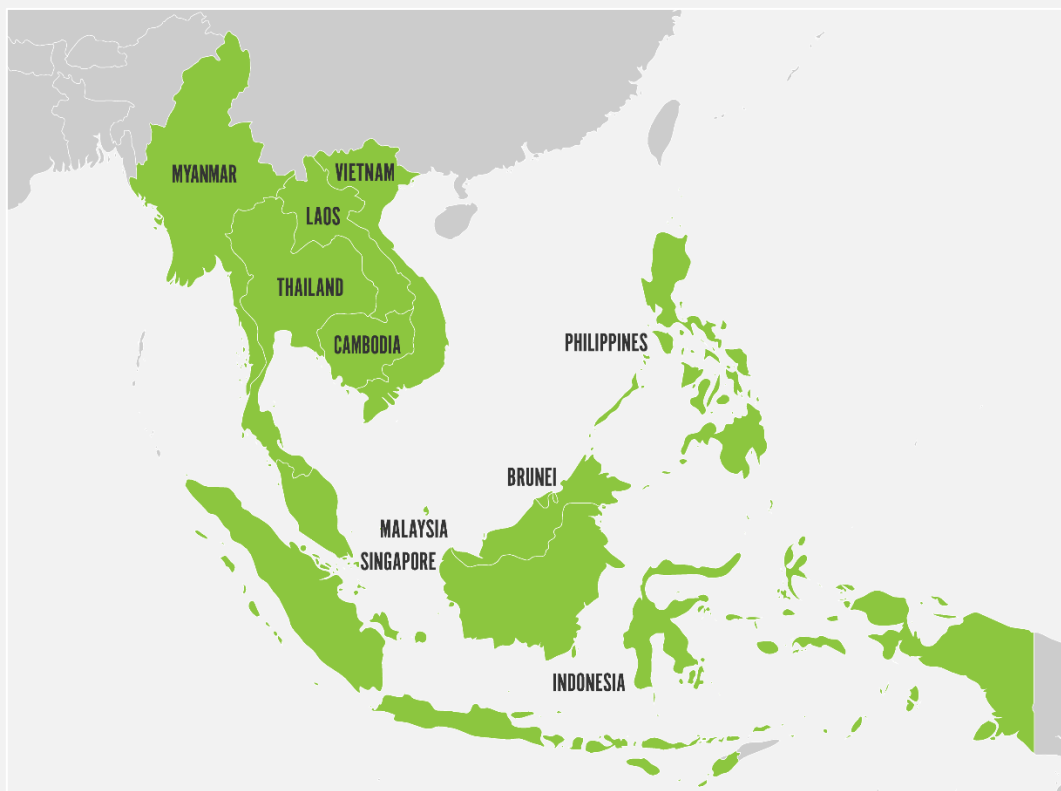 MYANMAR
VIETNAM
LAOS
THAILAND
CAMBODIA
PHILIPPINES
BRUNEI
MALAYSIA
SINGAPORE
INDONESIA